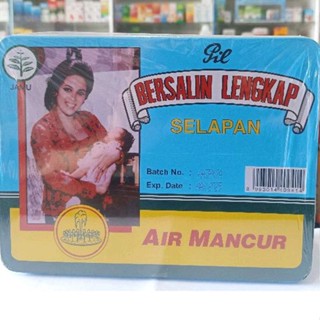 Pil
JAMU
BERSALIN LENGKAP
SELAPAN
Batch No. :
Exp. Date :
AIR MANCUR